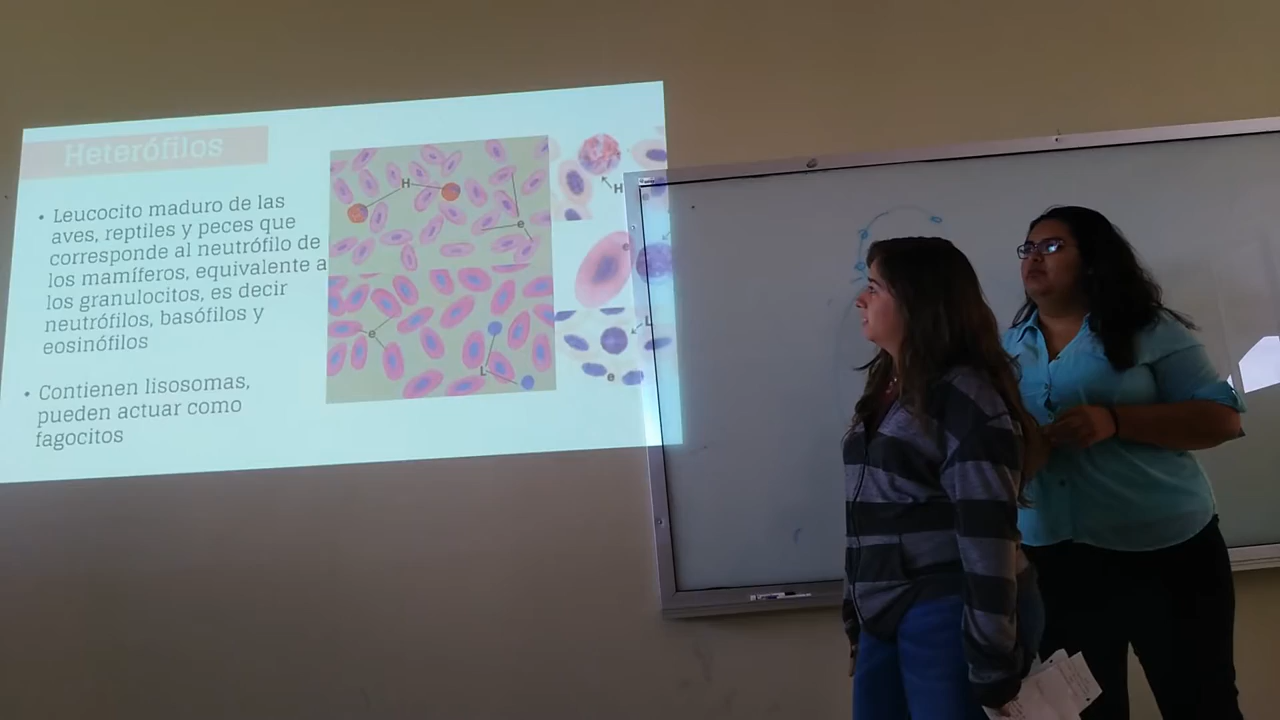 Heterófilos
• Leucocito maduro de las
aves, reptiles y peces que
corresponde al neutrófilo de
los mamíferos, equivalente a
los granulocitos, es decir
neutrófilos, basófilos y
eosinófilos
• Contienen lisosomas,
pueden actuar como
fagocitos
H
e
e
L
H
e
L
e